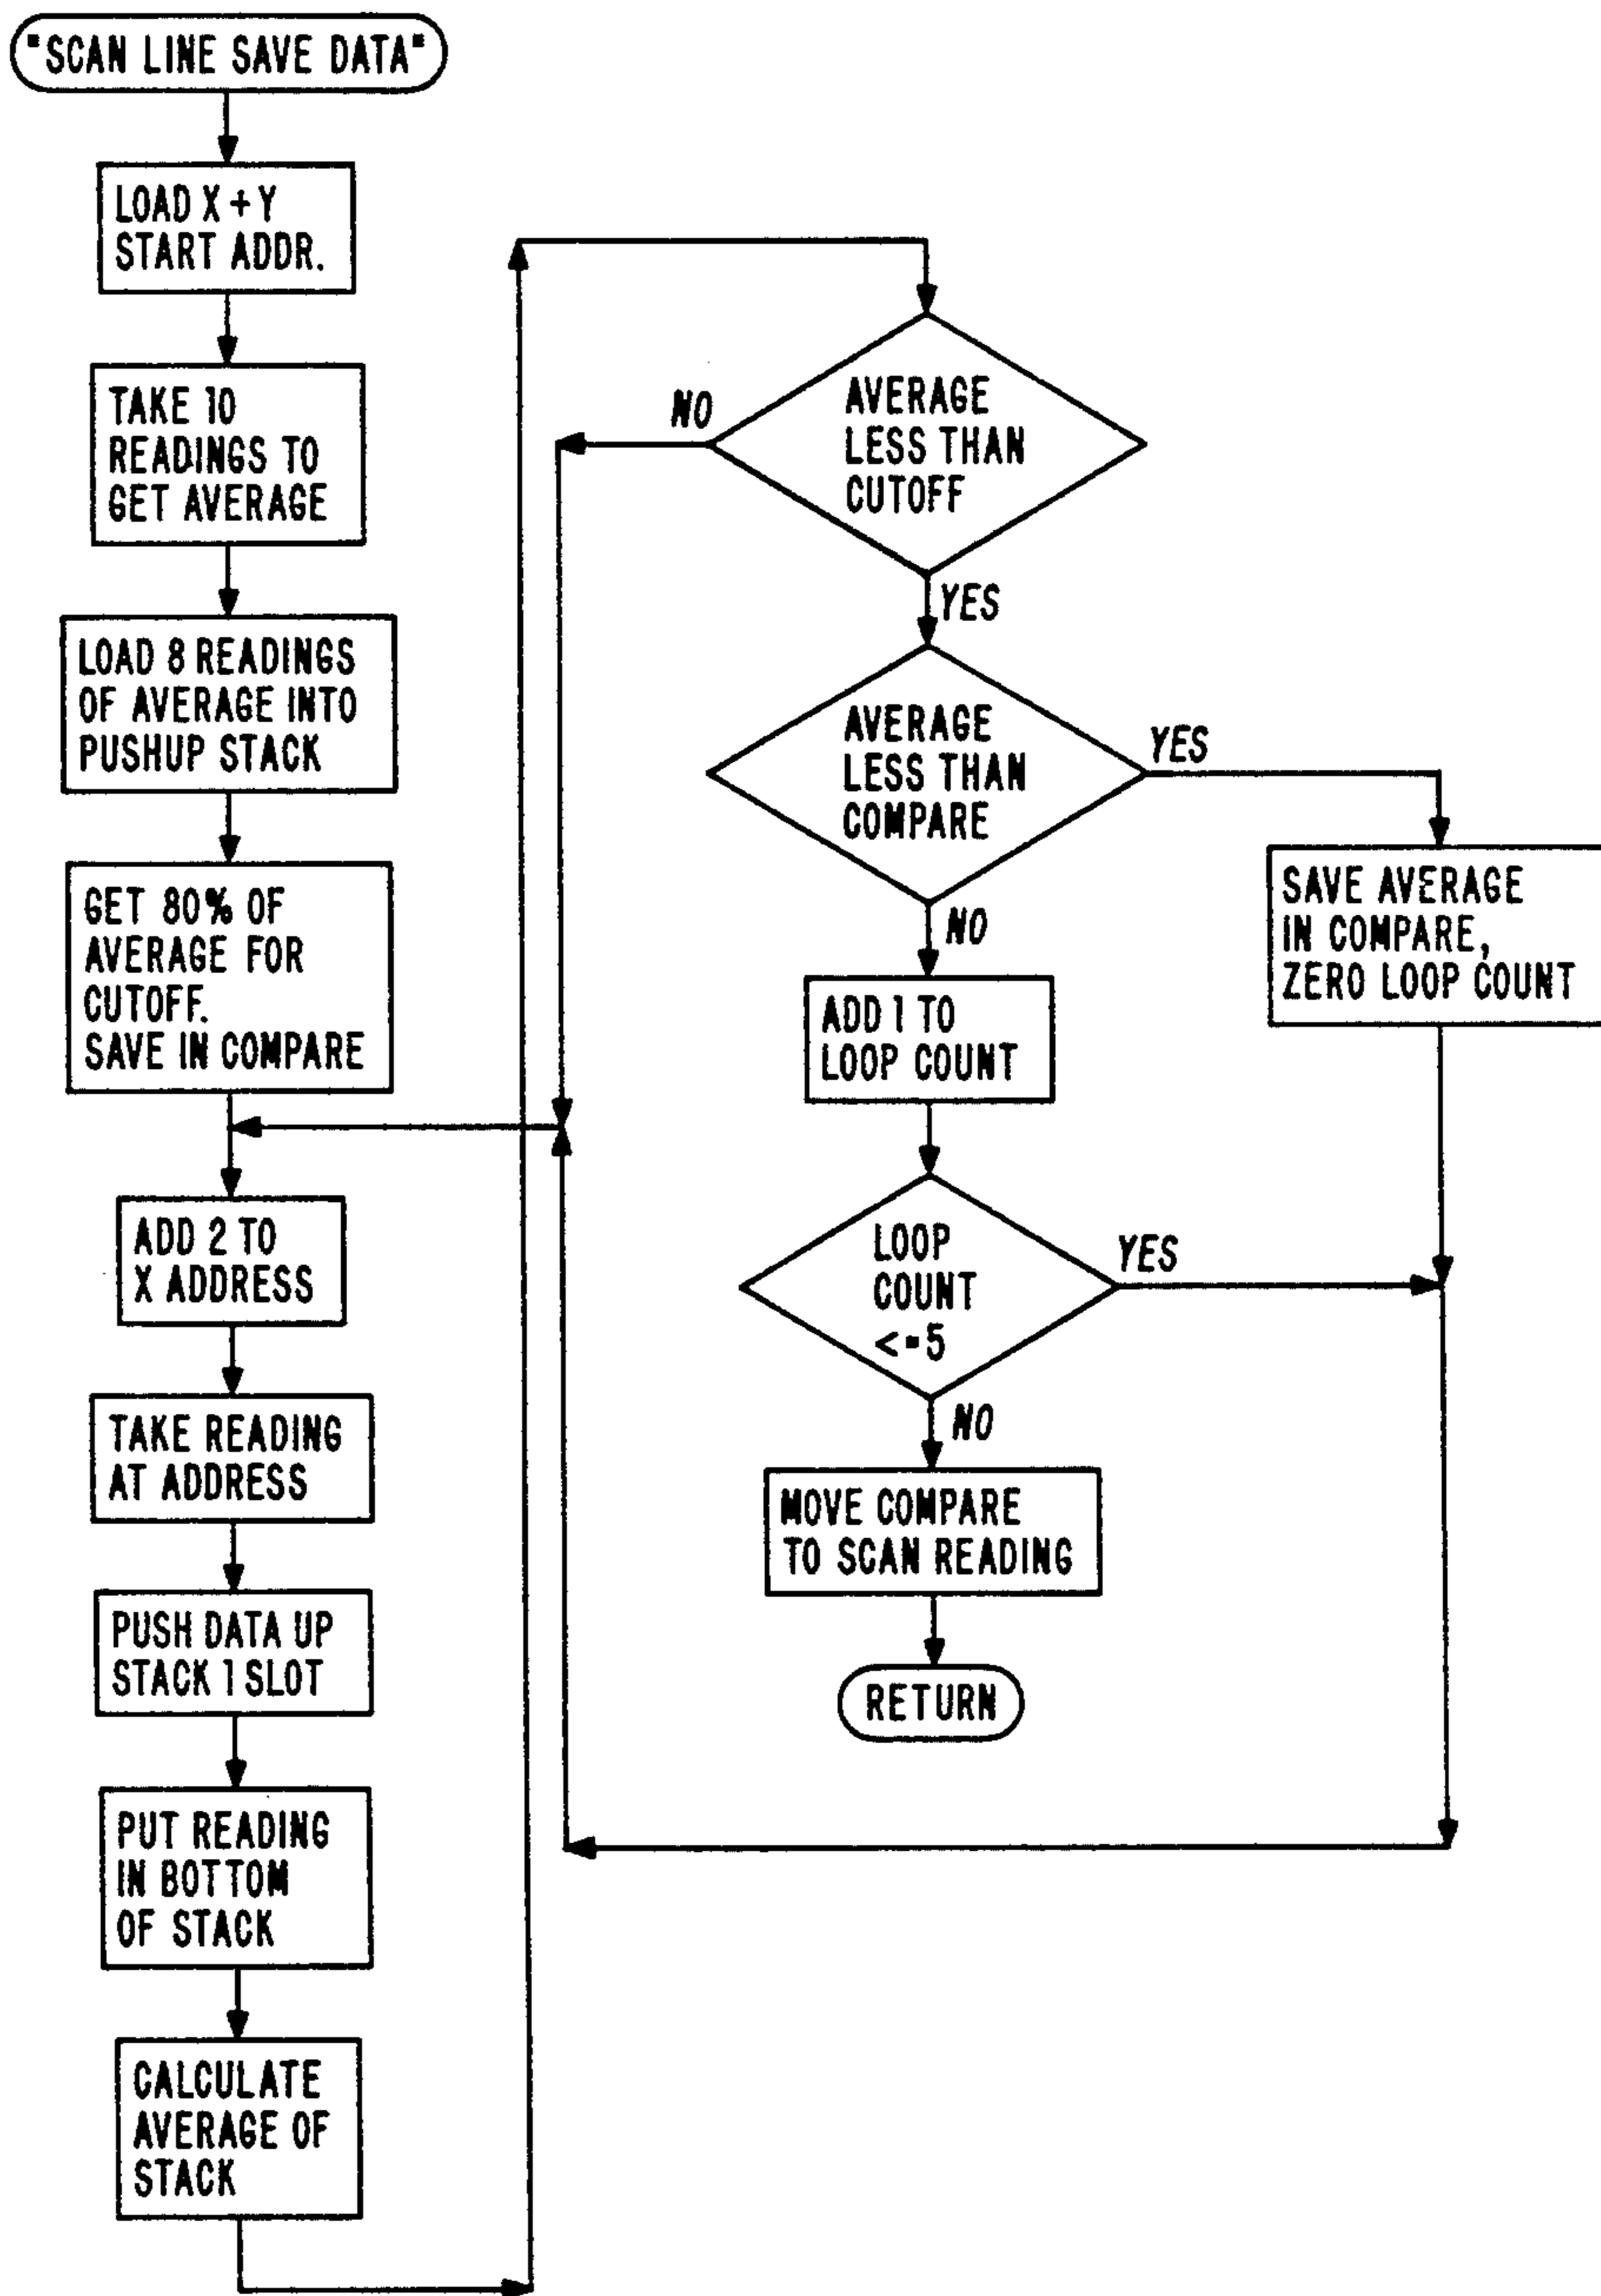 "SCAN LINE SAVE DATA"
LOAD X + Y
START ADDR.
TAKE 10
READINGS TO
GET AVERAGE
LOAD 8 READINGS
OF AVERAGE INTO
PUSHUP STACK
GET 80% OF
AVERAGE FOR
CUTOFF.
SAVE IN COMPARE
ADD 2 TO
X ADDRESS
TAKE READING
AT ADDRESS
PUSH DATA UP
STACK 1 SLOT
PUT READING
IN BOTTOM
OF STACK
CALCULATE
AVERAGE OF
STACK
AVERAGE
LESS THAN
CUTOFF
NO
YES
AVERAGE
LESS THAN
COMPARE
YES
NO
SAVE AVERAGE
IN COMPARE,
ZERO LOOP COUNT
ADD 1 TO
LOOP COUNT
LOOP
COUNT
<=5
YES
NO
MOVE COMPARE
TO SCAN READING
RETURN